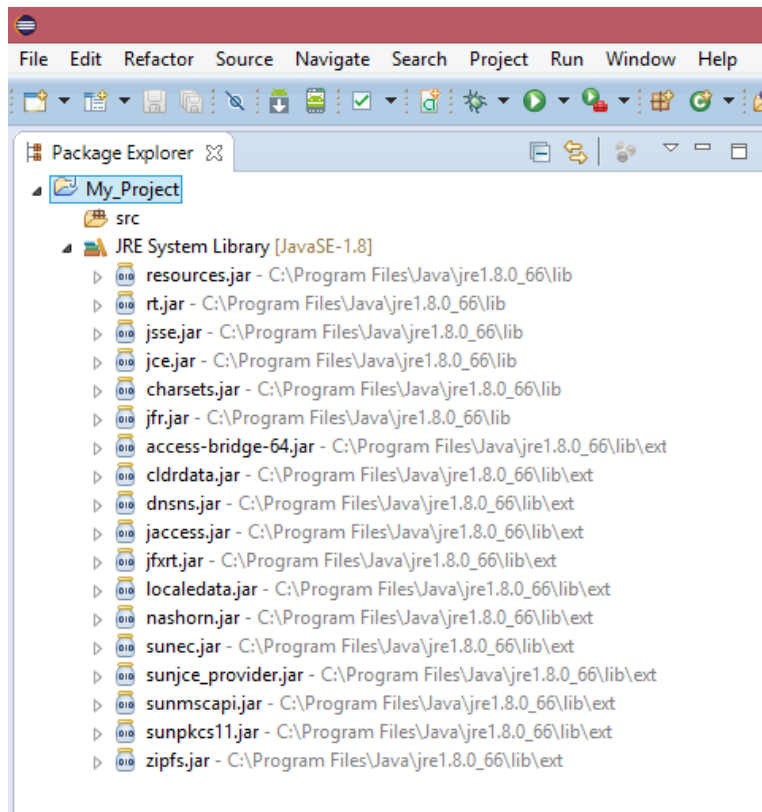 File Edit Refactor Source Navigate Search Project Run Window Help
Package Explorer
My_Project
src
JRE System Library [JavaSE-1.8]
resources.jar - C:\Program Files\Java\jre1.8.0_66\lib
rt.jar - C:\Program Files\Java\jre1.8.0_66\lib
jsse.jar - C:\Program Files\Java\jre1.8.0_66\lib
jce.jar - C:\Program Files\Java\jre1.8.0_66\lib
charsets.jar - C:\Program Files\Java\jre1.8.0_66\lib
jfr.jar - C:\Program Files\Java\jre1.8.0_66\lib
access-bridge-64.jar - C:\Program Files\Java\jre1.8.0_66\lib\ext
cldrdata.jar - C:\Program Files\Java\jre1.8.0_66\lib\ext
dnsns.jar - C:\Program Files\Java\jre1.8.0_66\lib\ext
jaccess.jar - C:\Program Files\Java\jre1.8.0_66\lib\ext
jfxrt.jar - C:\Program Files\Java\jre1.8.0_66\lib\ext
localedata.jar - C:\Program Files\Java\jre1.8.0_66\lib\ext
nashorn.jar - C:\Program Files\Java\jre1.8.0_66\lib\ext
sunec.jar - C:\Program Files\Java\jre1.8.0_66\lib\ext
sunjce_provider.jar - C:\Program Files\Java\jre1.8.0_66\lib\ext
sunmscapi.jar - C:\Program Files\Java\jre1.8.0_66\lib\ext
sunpkcs11.jar - C:\Program Files\Java\jre1.8.0_66\lib\ext
zipfs.jar - C:\Program Files\Java\jre1.8.0_66\lib\ext